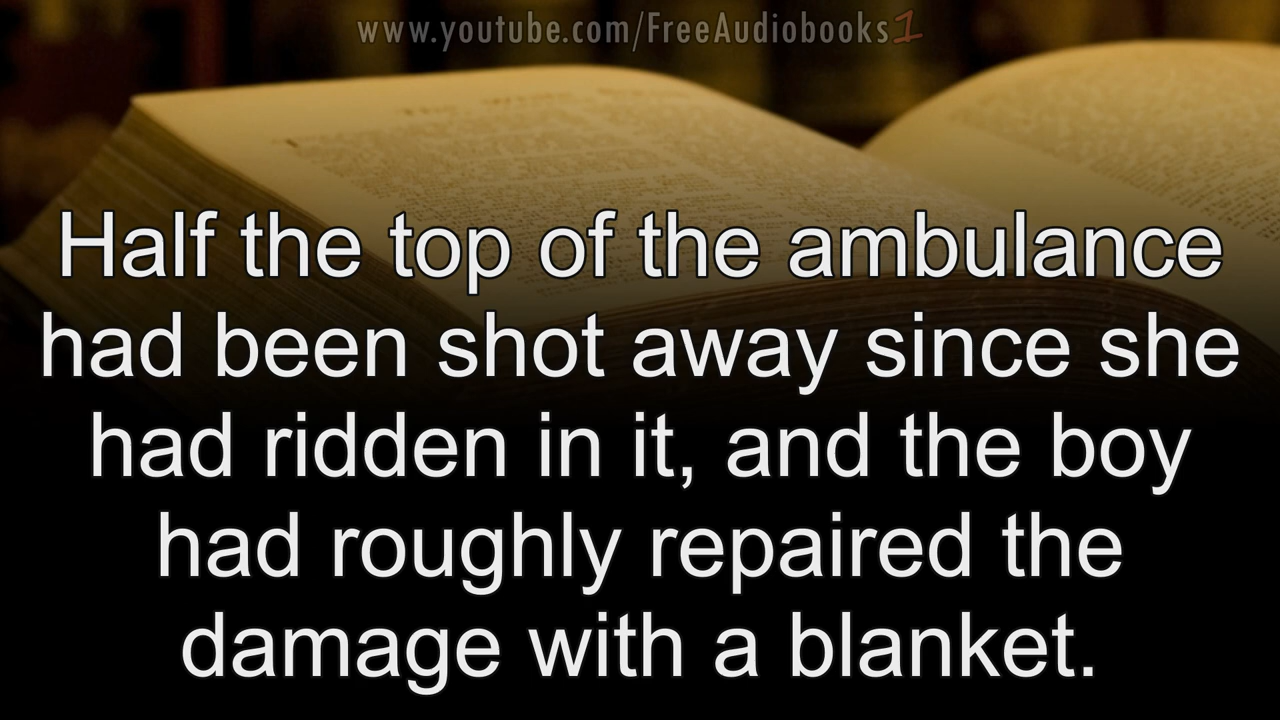 www.youtube.com/FreeAudiobooks1
Half the top of the ambulance
had been shot away since she
had ridden in it, and the boy
had roughly repaired the
damage with a blanket.